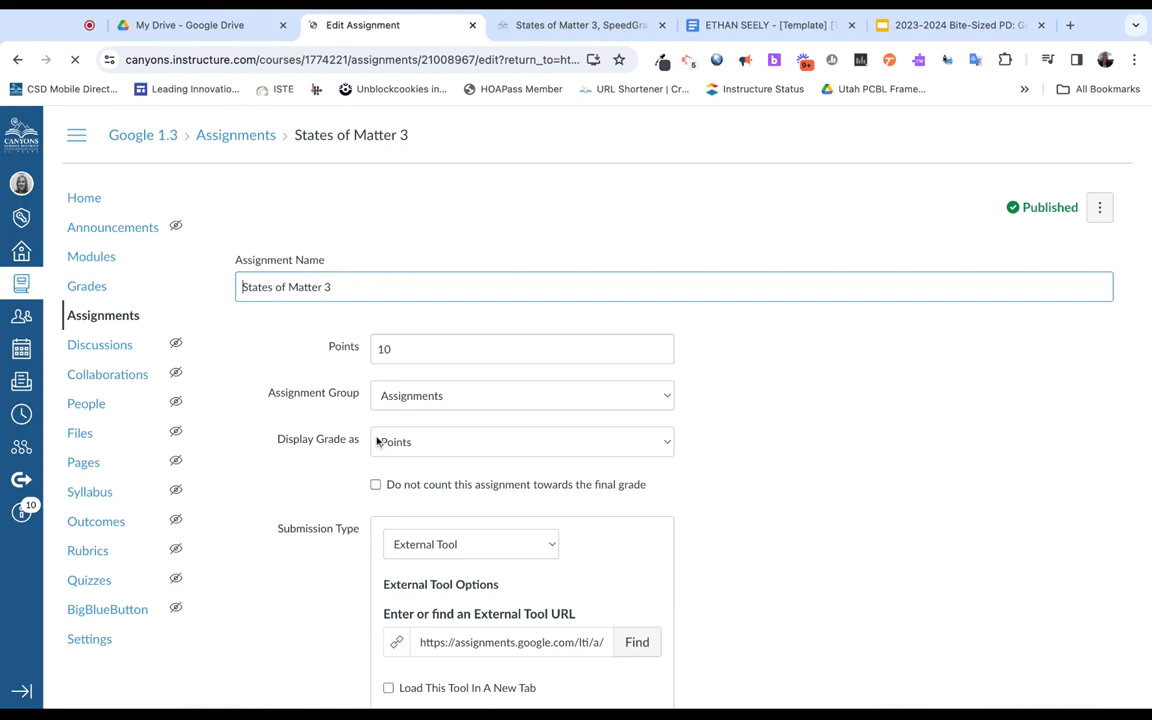 My Drive - Google Drive
Edit Assignment
States of Matter 3, SpeedGra
ETHAN SEELY - [Template] [T
2023-2024 Bite-Sized PD: Go
canyons.instructure.com/courses/1774221/assignments/21008967/edit?return_to=ht...
5
9+
CSD Mobile Direct...
Leading Innovatio...
ISTE
Unblockcookies in...
HOAPass Member
URL Shortener | Cr...
Instructure Status
Utah PCBL Frame...
All Bookmarks
CANYONS
Google 1.3 > Assignments > States of Matter 3
Published
Home
Announcements
Modules
Grades
Assignments
Discussions
Collaborations
People
Files
Pages
Syllabus
Outcomes
Rubrics
Quizzes
BigBlueButton
Settings
10
Assignment Name
States of Matter 3
Points
10
Assignment Group
Assignments
Display Grade as
Points
Do not count this assignment towards the final grade
Submission Type
External Tool
External Tool Options
Enter or find an External Tool URL
https://assignments.google.com/lti/a/
Find
Load This Tool In A New Tab